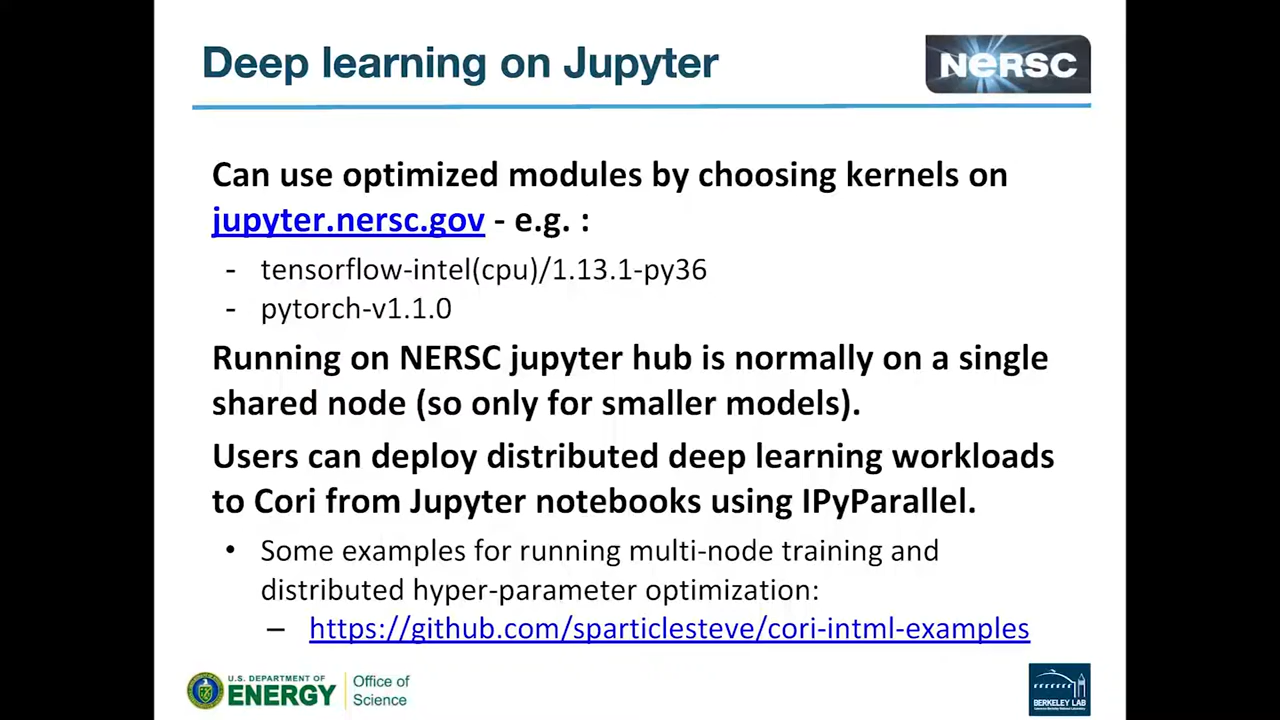 Deep learning on Jupyter
NERSC
Can use optimized modules by choosing kernels on
jupyter.nersc.gov - e.g. :
- tensorflow-intel(cpu)/1.13.1-py36
- pytorch-v1.1.0
Running on NERSC jupyter hub is normally on a single
shared node (so only for smaller models).
Users can deploy distributed deep learning workloads
to Cori from Jupyter notebooks using IPyParallel.
• Some examples for running multi-node training and
distributed hyper-parameter optimization:
– https://github.com/sparticlesteve/cori-intml-examples
U.S. DEPARTMENT OF
ENERGY
Office of
Science
BERKELEY LAB